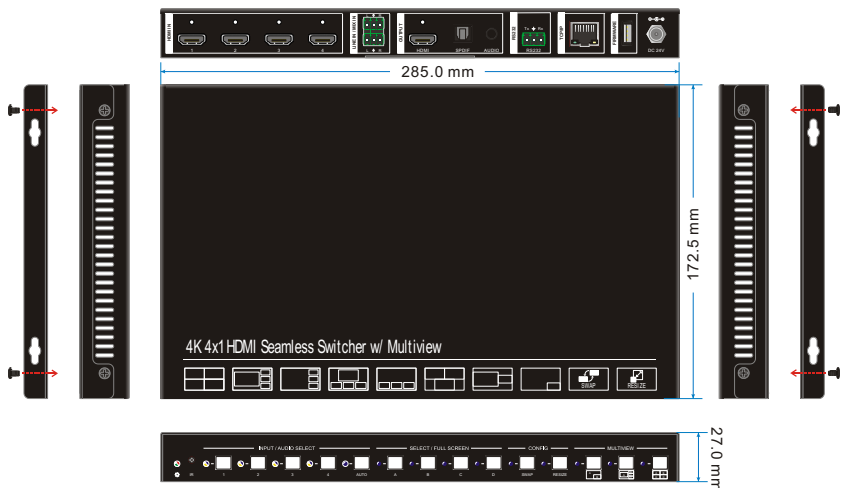 HDMI IN
1 2 3 4
LINE IN / MIX IN
L R
L R
OUTPUT
HDMI SPDIF AUDIO
RS232
Tx Rx
RS232
TCP/IP
FIRMWARE
DC 24V
285.0 mm
172.5 mm
4K 4x1 HDMI Seamless Switcher w/ Multiview
SWAP RESIZE
27.0 mm
INPUT / AUDIO SELECT SELECT / FULL SCREEN CONFIG MULTIVIEW
IR 1 2 3 4 AUTO A B C D SWAP RESIZE